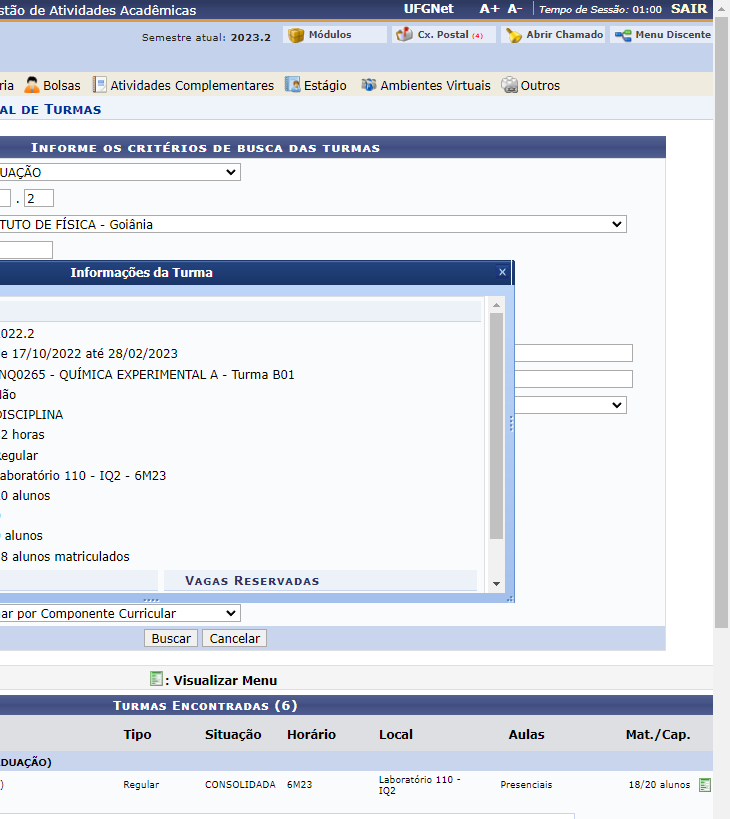 stão de Atividades Acadêmicas UFGNet A+ A- Tempo de Sessão: 01:00 SAIR
Semestre atual: 2023.2 Módulos Cx. Postal (4) Abrir Chamado Menu Discente
ria Bolsas Atividades Complementares Estágio Ambientes Virtuais Outros
AL DE TURMAS
INFORME OS CRITÉRIOS DE BUSCA DAS TURMAS
UAÇÃO
. 2
TUTO DE FÍSICA - Goiânia
Informações da Turma x
2022.2
e 17/10/2022 até 28/02/2023
NQ0265 - QUÍMICA EXPERIMENTAL A - Turma B01
Não
DISCIPLINA
2 horas
Regular
aboratório 110 - IQ2 - 6M23
0 alunos
alunos
8 alunos matriculados
VAGAS RESERVADAS
ar por Componente Curricular
Buscar Cancelar
: Visualizar Menu
TURMAS ENCONTRADAS (6)
Tipo Situação Horário Local Aulas Mat./Cap.
DUAÇÃO)
) Regular CONSOLIDADA 6M23 Laboratório 110 - Presenciais 18/20 alunos
IQ2